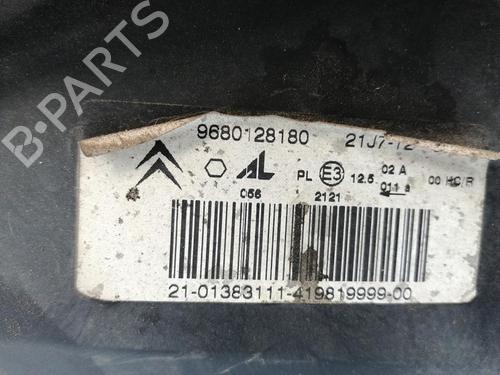 B-PARTS
9680128180 21J7-12
AL PL E3 12.5 02 A 00 HC/R
011 a
056 2121
21-01383111-419819999-00